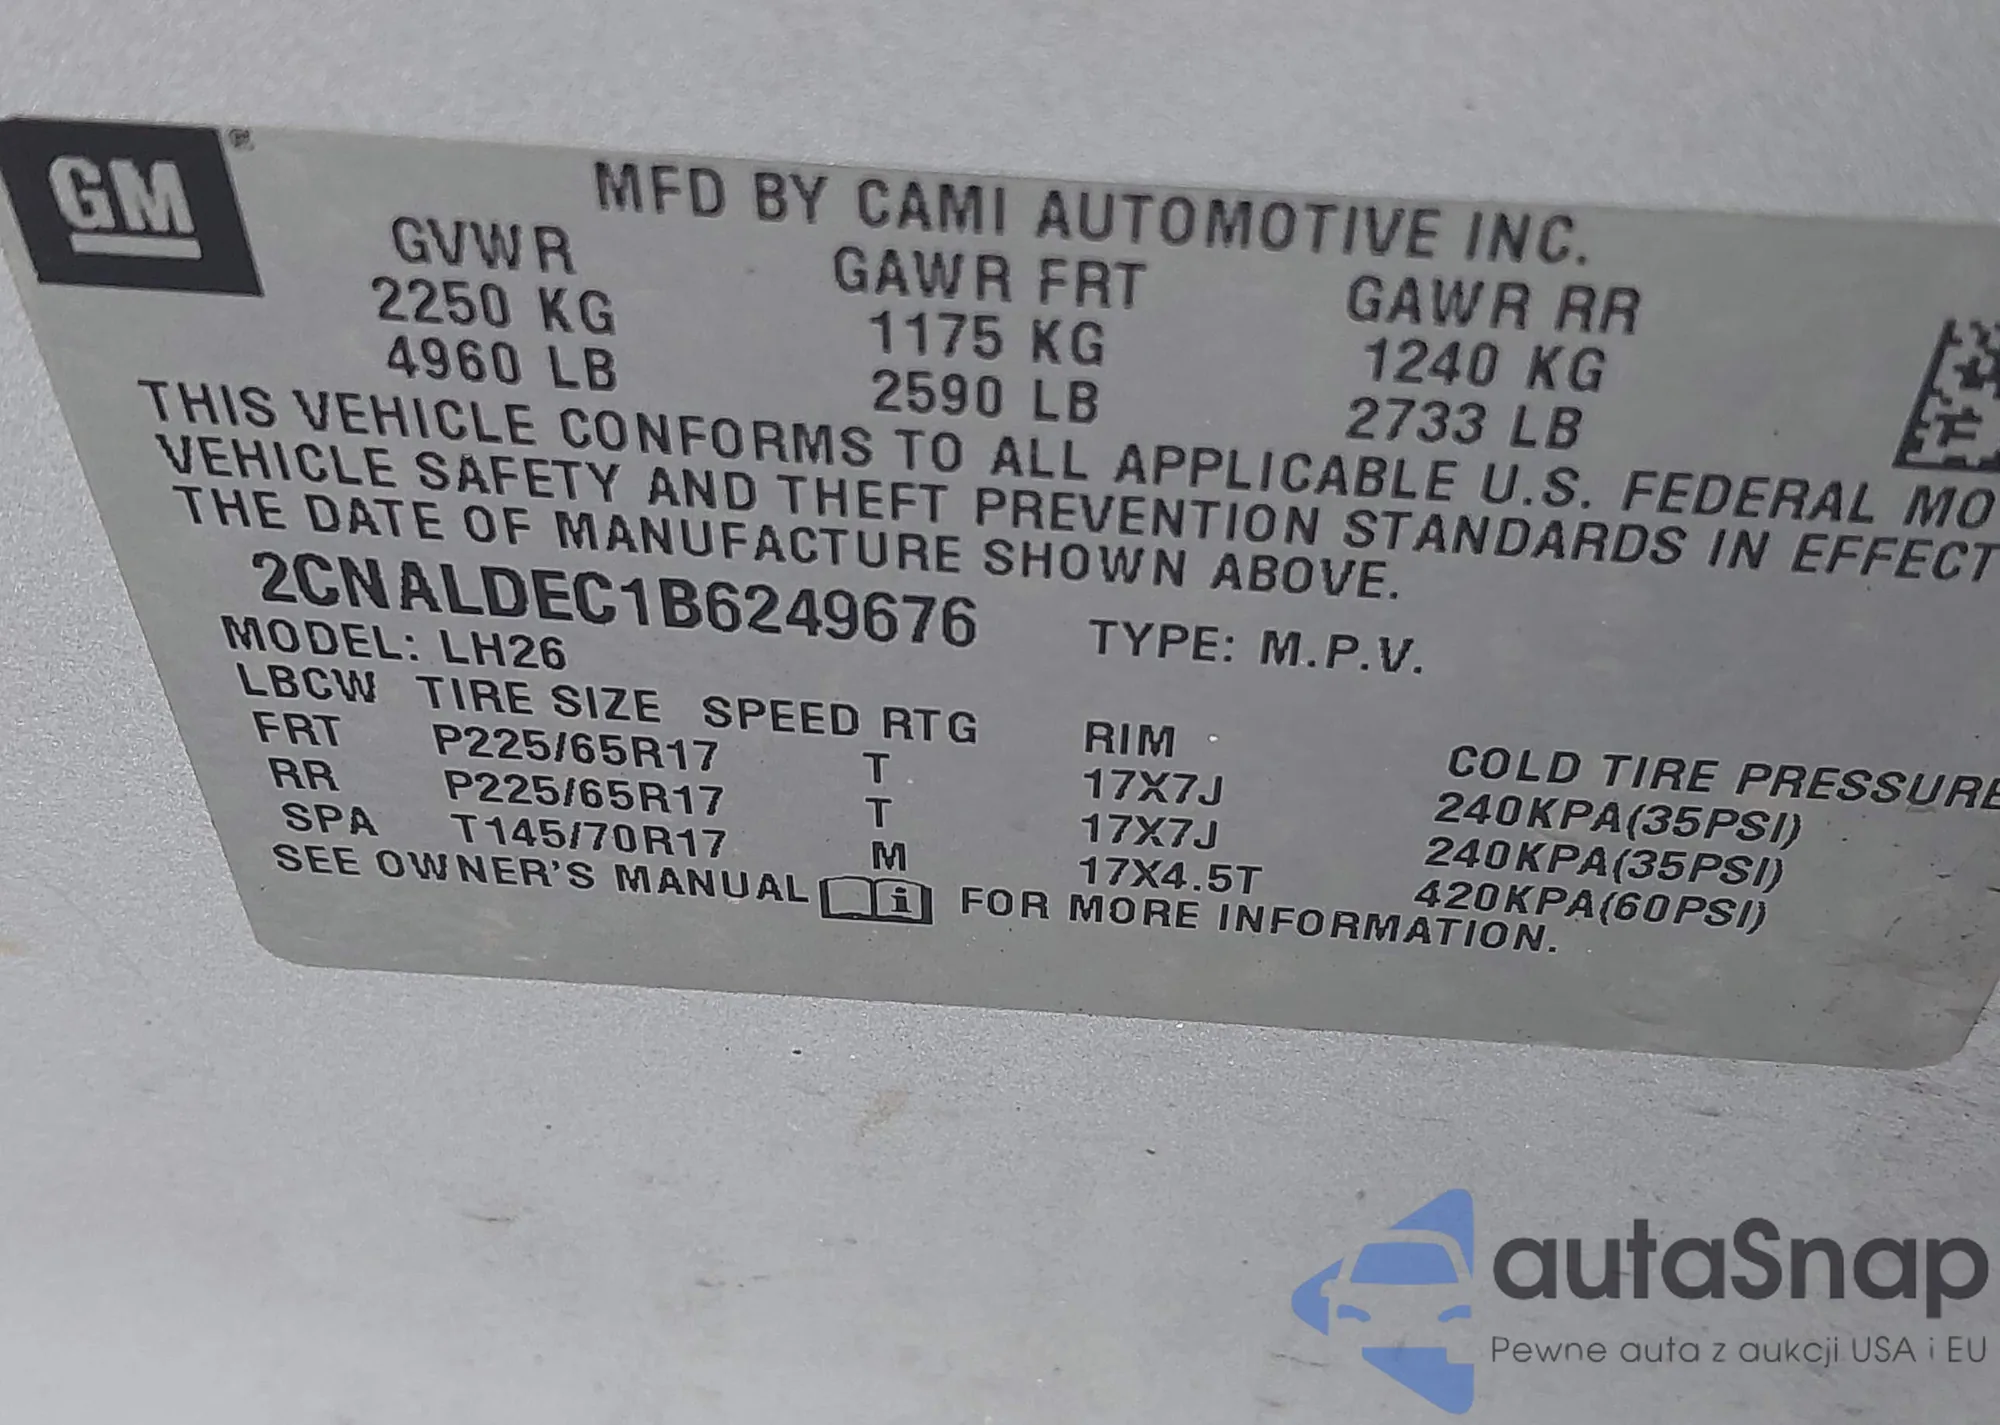 GM ®
MFD BY CAMI AUTOMOTIVE INC.
GVWR GAWR FRT GAWR RR
2250 KG 1175 KG 1240 KG
4960 LB 2590 LB 2733 LB
THIS VEHICLE CONFORMS TO ALL APPLICABLE U.S. FEDERAL MO
VEHICLE SAFETY AND THEFT PREVENTION STANDARDS IN EFFECT
THE DATE OF MANUFACTURE SHOWN ABOVE.
2CNALDEC1B6249676 TYPE: M.P.V.
MODEL: LH26
LBCW TIRE SIZE SPEED RTG RIM COLD TIRE PRESSURE
FRT P225/65R17 T 17X7J 240KPA(35PSI)
RR P225/65R17 T 17X7J 240KPA(35PSI)
SPA T145/70R17 M 17X4.5T 420KPA(60PSI)
SEE OWNER'S MANUAL i FOR MORE INFORMATION.
autaSnap
Pewne auta z aukcji USA i EU